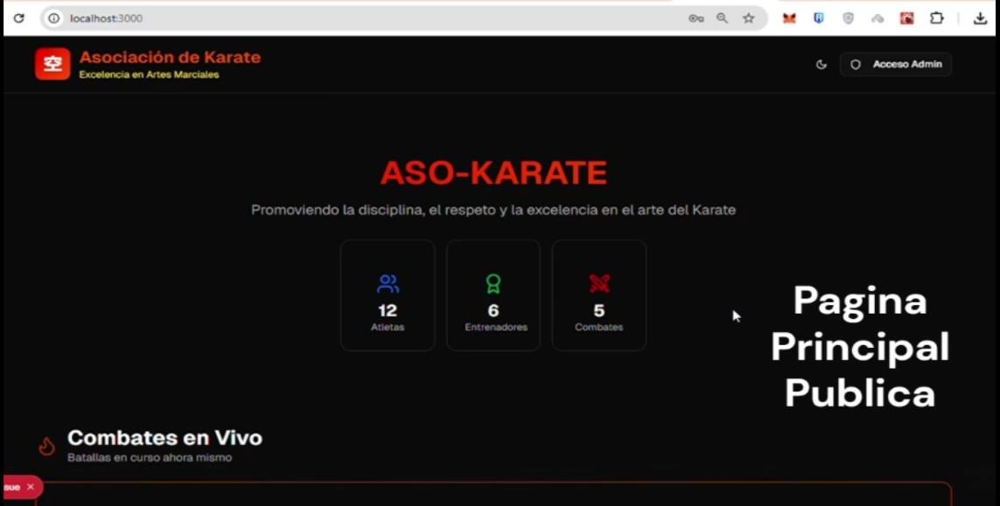 localhost:3000
空
Asociación de Karate
Excelencia en Artes Marciales
Acceso Admin
ASO-KARATE
Promoviendo la disciplina, el respeto y la excelencia en el arte del Karate
12
Atletas
6
Entrenadores
5
Combates
Pagina
Principal
Publica
Combates en Vivo
Batallas en curso ahora mismo
sue